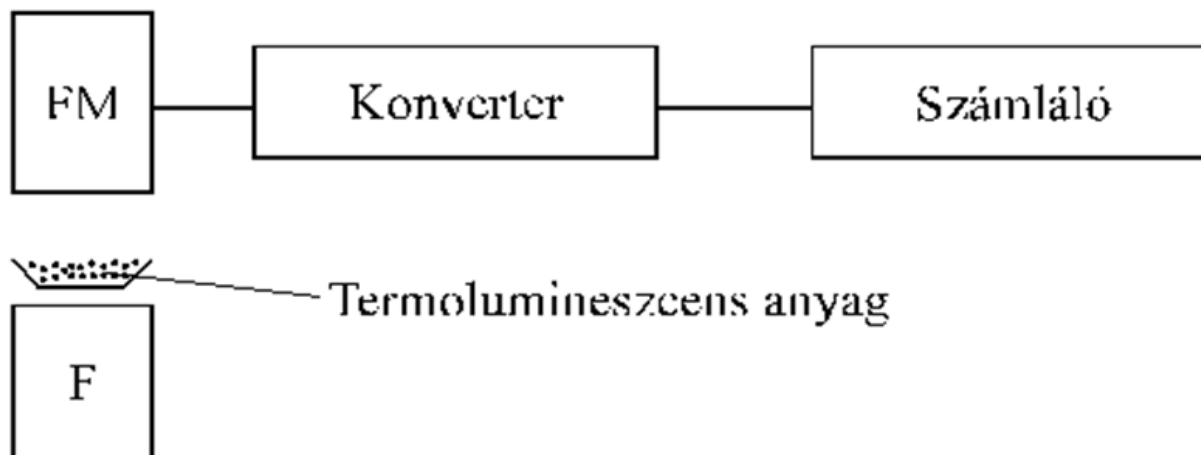 FM
Konverter
Számláló
Termolumineszcens anyag
F